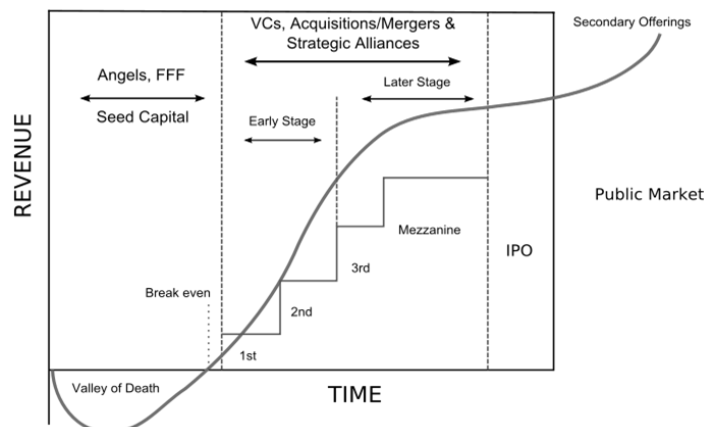 VCs, Acquisitions/Mergers &
Strategic Alliances
Secondary Offerings
Angels, FFF
Seed Capital
Later Stage
Early Stage
REVENUE
Public Market
Mezzanine
IPO
3rd
Break even
2nd
1st
Valley of Death
TIME